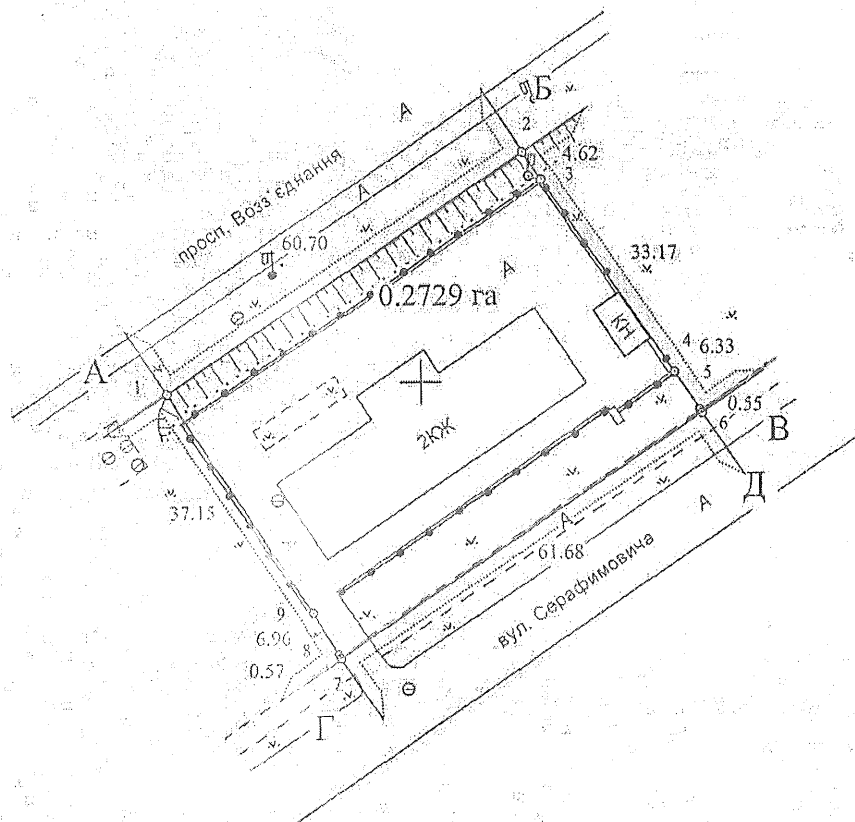 Б
А
2
4.62
3
просп. Возз'єднання
А
60.70
33.17
А
0.2729 га
КН
4
6.33
5
А
1
0.55
6
В
2ЮЖ
Д
37.15
А
А
61.68
вул. Серафимовича
9
6.96
8
0.57
7
Г